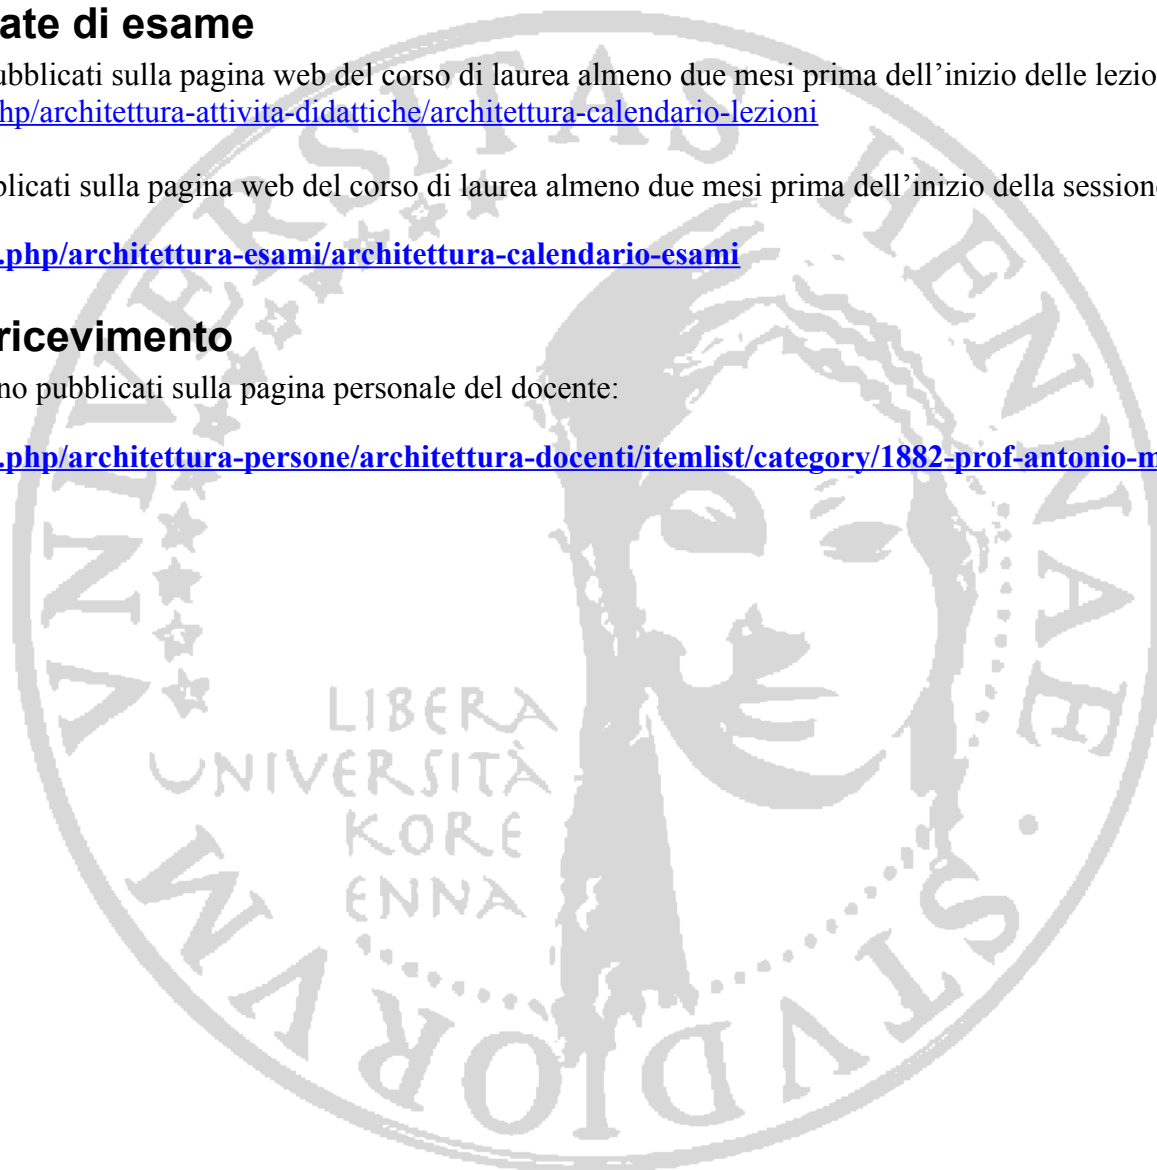 ate di esame
ubblicati sulla pagina web del corso di laurea almeno due mesi prima dell’inizio delle lezio
hp/architettura-attivita-didattiche/architettura-calendario-lezioni
blicati sulla pagina web del corso di laurea almeno due mesi prima dell’inizio della session
.php/architettura-esami/architettura-calendario-esami
ricevimento
no pubblicati sulla pagina personale del docente:
.php/architettura-persone/architettura-docenti/itemlist/category/1882-prof-antonio-m
LIBERA
UNIVERSITÀ
KORE
ENNA
STVDIORVM VNIVERSITAS HENNAE